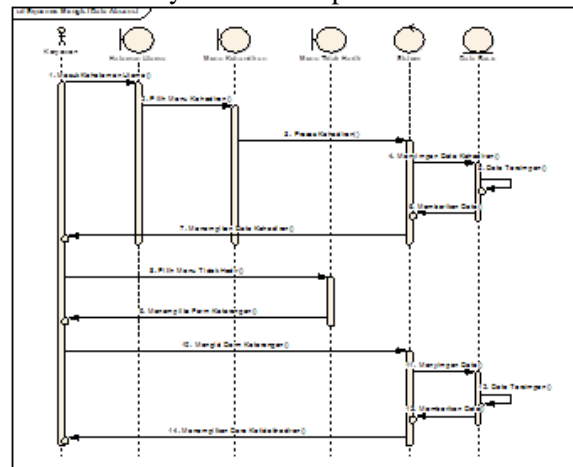 Karyawan
Halaman Utama
Menu Kehadiran
Menu Tidak Hadir
Sistem
Data Base
1. Masuk Kehalaman Utama()
2. Pilih Menu Kehadiran()
3. Proses Kehadiran()
4. Menyimpan Data Kehadiran()
5. Data Tersimpan()
6. Memberikan Data()
7. Menampilkan Data Kehadiran()
8. Pilih Menu Tidak Hadir()
9. Menampilka Form Keterangan()
10. Mengisi Form Keterangan()
11. Menyimpan Data()
12. Data Tersimpan()
13. Memberikan Data()
14. Menampilkan Data Ketidakhadiran()